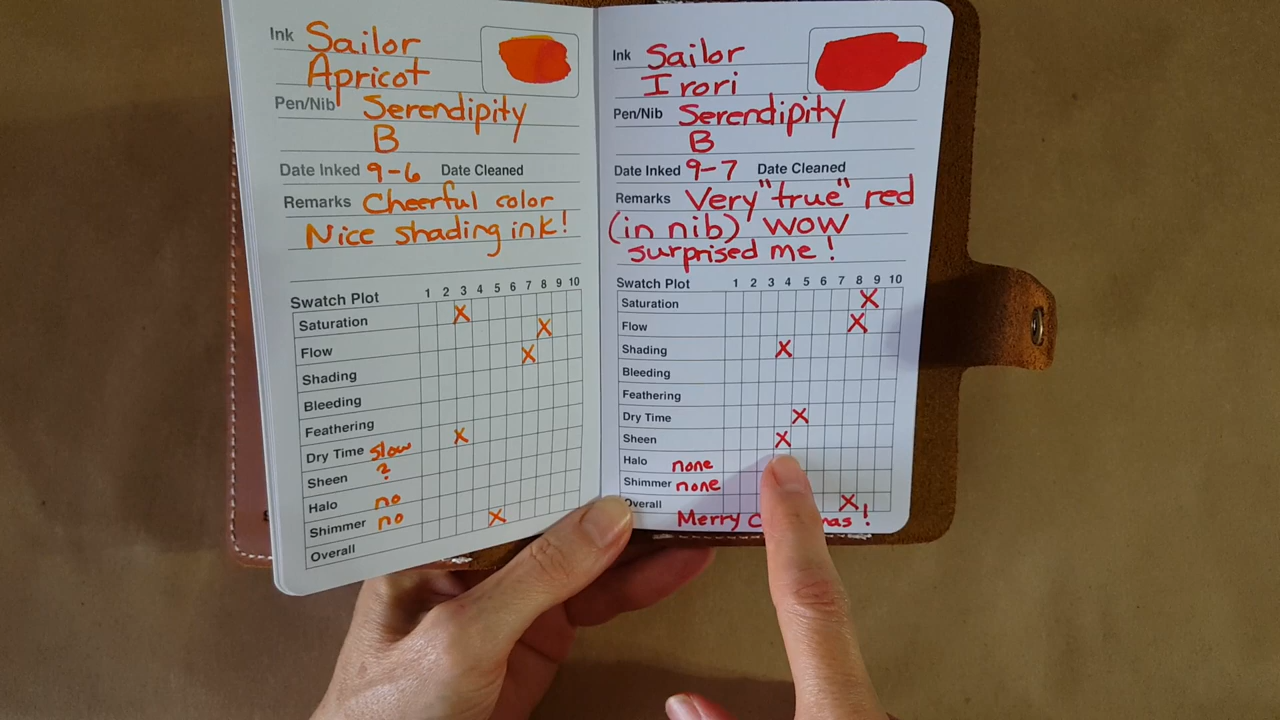 Ink Sailor
Apricot
Pen/Nib Serendipity
B
Date Inked 9-6 Date Cleaned
Remarks Cheerful color
Nice shading ink!
Swatch Plot 1 2 3 4 5 6 7 8 9 10
Saturation X
Flow X
Shading X
Bleeding
Feathering
Dry Time slow X
Sheen ?
Halo no
Shimmer no
Overall X
Ink Sailor
Irori
Pen/Nib Serendipity
B
Date Inked 9-7 Date Cleaned
Remarks Very "true" red
(in nib) WOW
surprised me!
Swatch Plot 1 2 3 4 5 6 7 8 9 10
Saturation X
Flow X
Shading X
Bleeding
Feathering
Dry Time X
Sheen X
Halo none
Shimmer none
Overall X
Merry C mas!